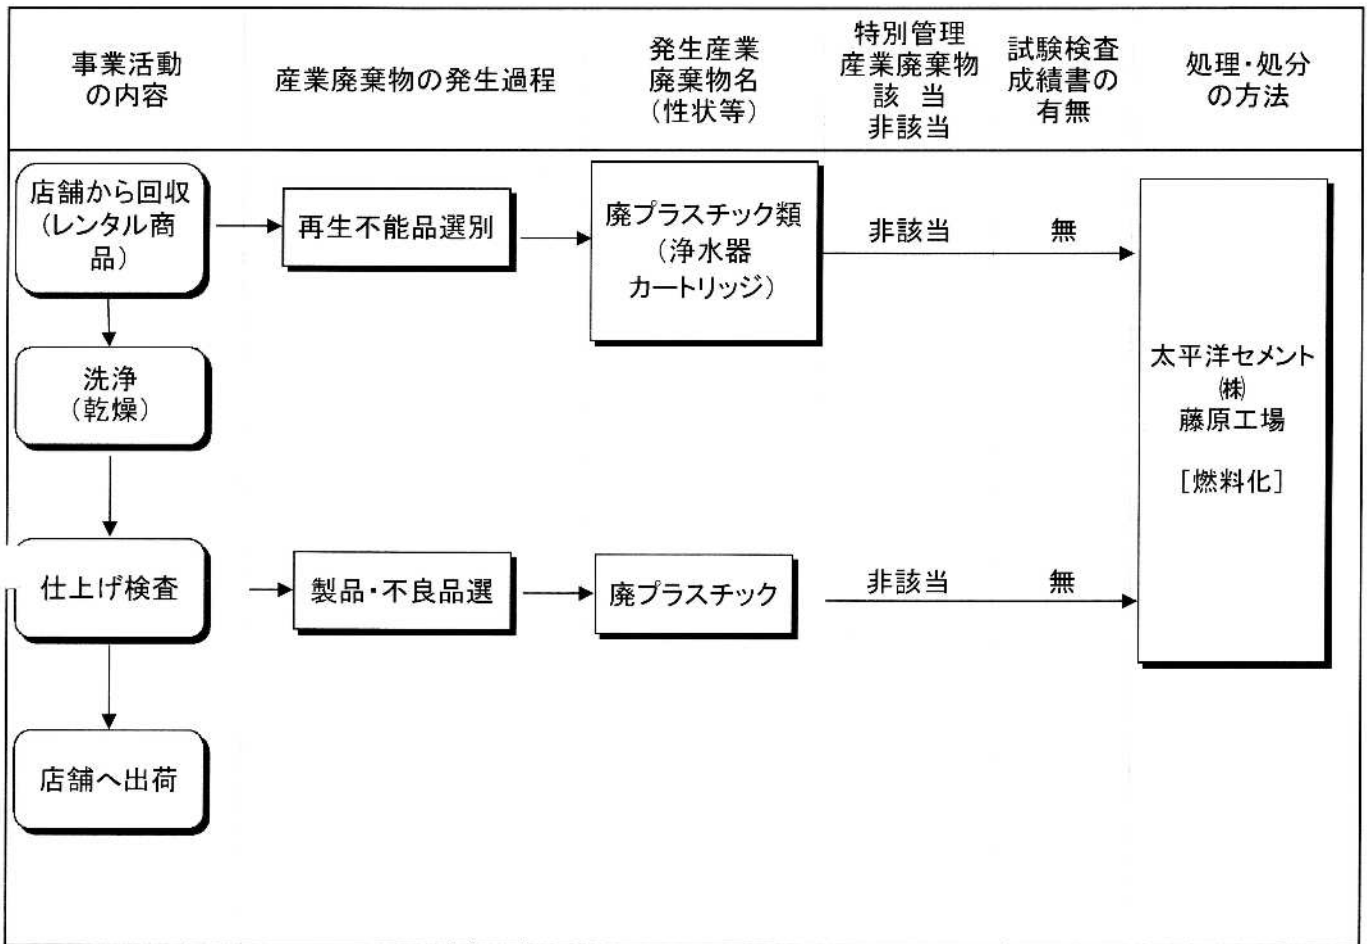 事業活動
の内容
産業廃棄物の発生過程
発生産業
廃棄物名
(性状等)
特別管理
産業廃棄物
該 当
非該当
試験検査
成績書の
有無
処理・処分
の方法
店舗から回収
(レンタル商
品)
再生不能品選別
廃プラスチック類
(浄水器
カートリッジ)
非該当
無
洗浄
(乾燥)
太平洋セメント
㈱
藤原工場
[燃料化]
仕上げ検査
製品・不良品選
廃プラスチック
非該当
無
店舗へ出荷